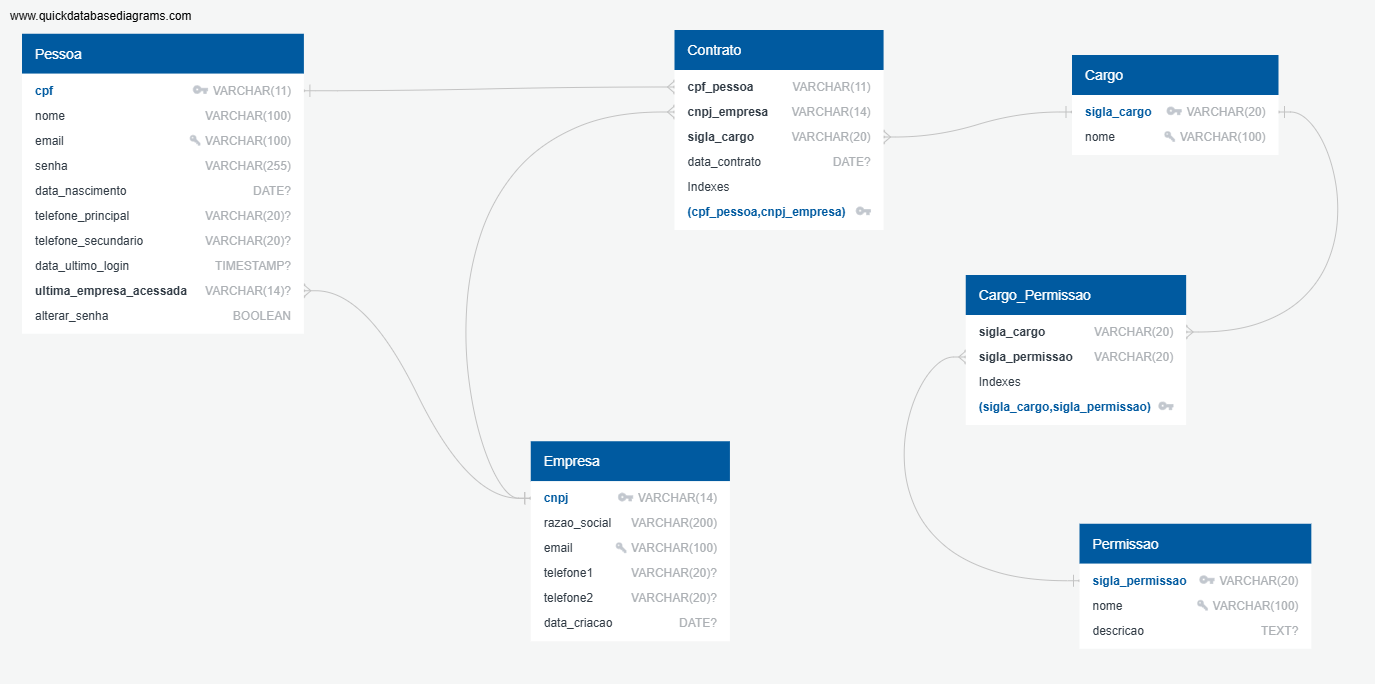 www.quickdatabasediagrams.com
Pessoa
cpf VARCHAR(11)
nome VARCHAR(100)
email VARCHAR(100)
senha VARCHAR(255)
data_nascimento DATE?
telefone_principal VARCHAR(20)?
telefone_secundario VARCHAR(20)?
data_ultimo_login TIMESTAMP?
ultima_empresa_acessada VARCHAR(14)?
alterar_senha BOOLEAN
Contrato
cpf_pessoa VARCHAR(11)
cnpj_empresa VARCHAR(14)
sigla_cargo VARCHAR(20)
data_contrato DATE?
Indexes
(cpf_pessoa,cnpj_empresa)
Cargo
sigla_cargo VARCHAR(20)
nome VARCHAR(100)
Cargo_Permissao
sigla_cargo VARCHAR(20)
sigla_permissao VARCHAR(20)
Indexes
(sigla_cargo,sigla_permissao)
Empresa
cnpj VARCHAR(14)
razao_social VARCHAR(200)
email VARCHAR(100)
telefone1 VARCHAR(20)?
telefone2 VARCHAR(20)?
data_criacao DATE?
Permissao
sigla_permissao VARCHAR(20)
nome VARCHAR(100)
descricao TEXT?